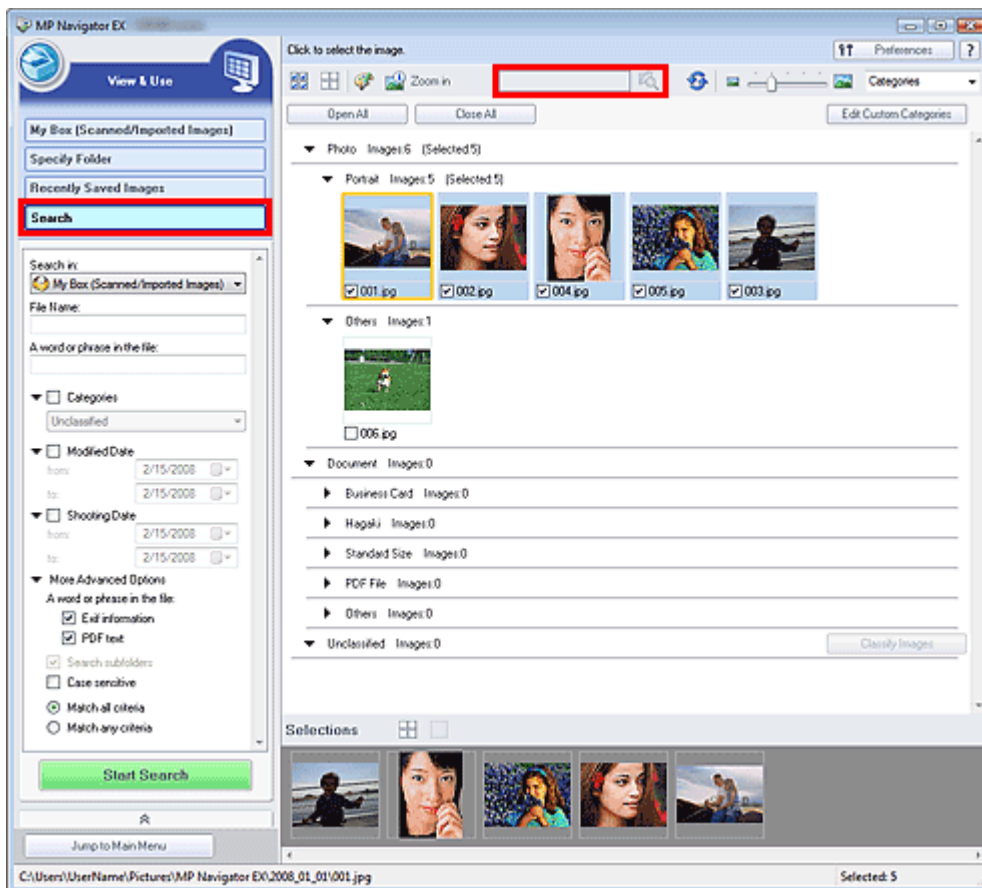 MP Navigator EX
View & Use
My Box (Scanned/Imported Images)
Specify Folder
Recently Saved Images
Search
Search in:
My Box (Scanned/Imported Images)
File Name:
A word or phrase in the file:
Categories
Unclassified
Modified Date
from: 2/15/2008
to: 2/15/2008
Shooting Date
from: 2/15/2008
to: 2/15/2008
More Advanced Options
A word or phrase in the file:
Exif information
PDF text
Search subfolders
Case sensitive
Match all criteria
Match any criteria
Start Search
Jump to Main Menu
Click to select the image.
Preferences ?
Zoom in
Categories
Open All Close All Edit Custom Categories
Photo Images:6 (Selected:5)
Portrait Images:5 (Selected:5)
001.jpg 002.jpg 004.jpg 005.jpg 003.jpg
Others Images:1
006.jpg
Document Images:0
Business Card Images:0
Hagaki Images:0
Standard Size Images:0
PDF File Images:0
Others Images:0
Unclassified Images:0 Classify Images
Selections
C:\Users\UserName\Pictures\MP Navigator EX\2008_01_01\001.jpg Selected: 5